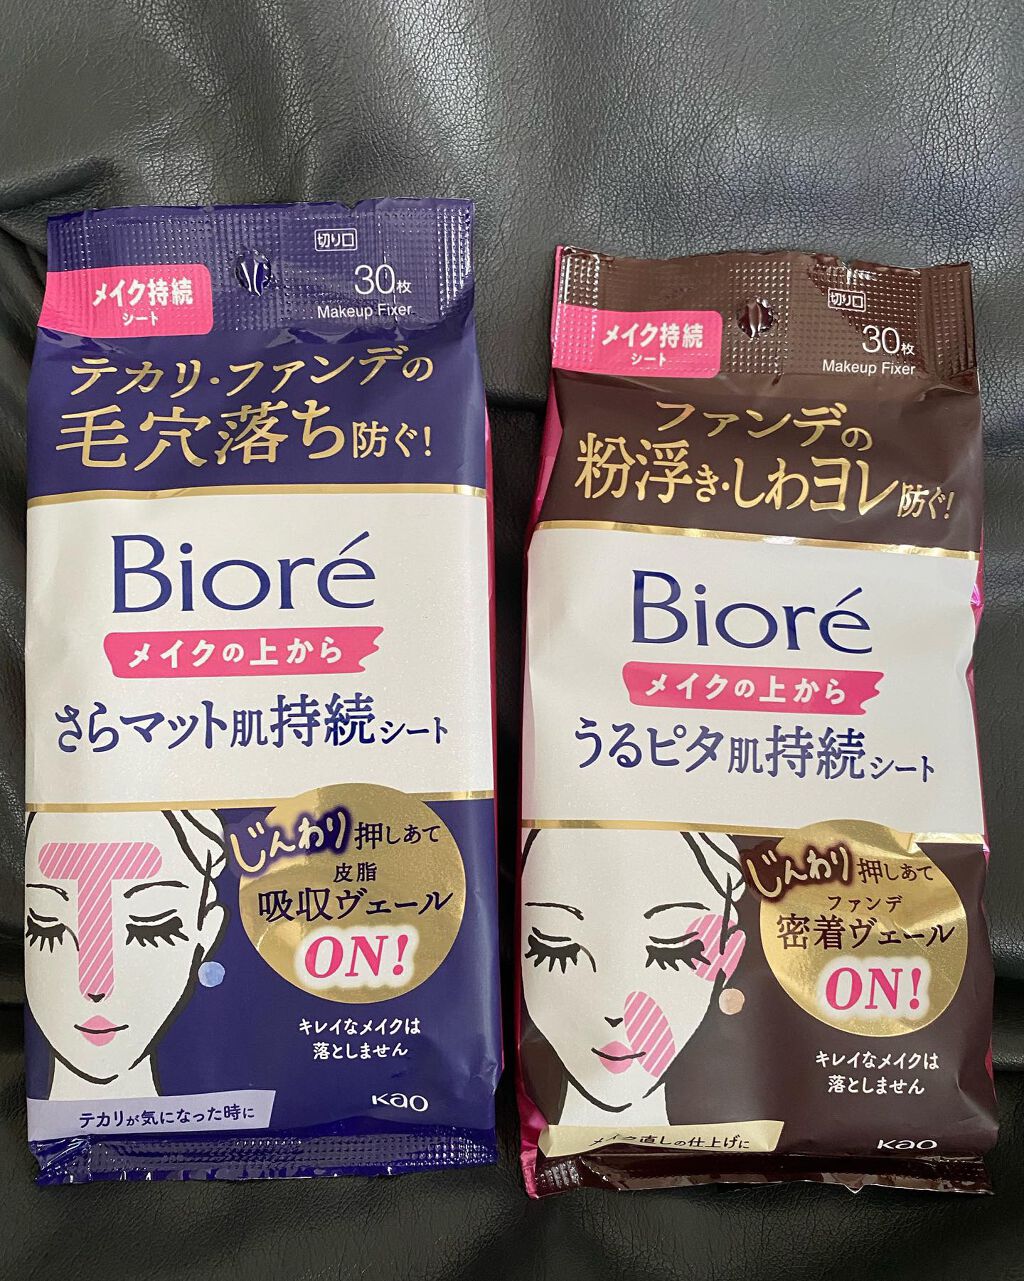 切り口
メイク持続
シート
30枚
Makeup Fixer
テカリ・ファンデの
毛穴落ち防ぐ!
Bioré
メイクの上から
さらマット肌持続シート
じんわり押しあて
皮脂
吸収ヴェール
ON!
キレイなメイクは
落としません
テカリが気になった時に
Kao
切り口
メイク持続
シート
30枚
Makeup Fixer
ファンデの
粉浮き・しわヨレ防ぐ!
Bioré
メイクの上から
うるピタ肌持続シート
じんわり押しあて
ファンデ
密着ヴェール
ON!
キレイなメイクは
落としません
メイク直しの仕上げに
Kao